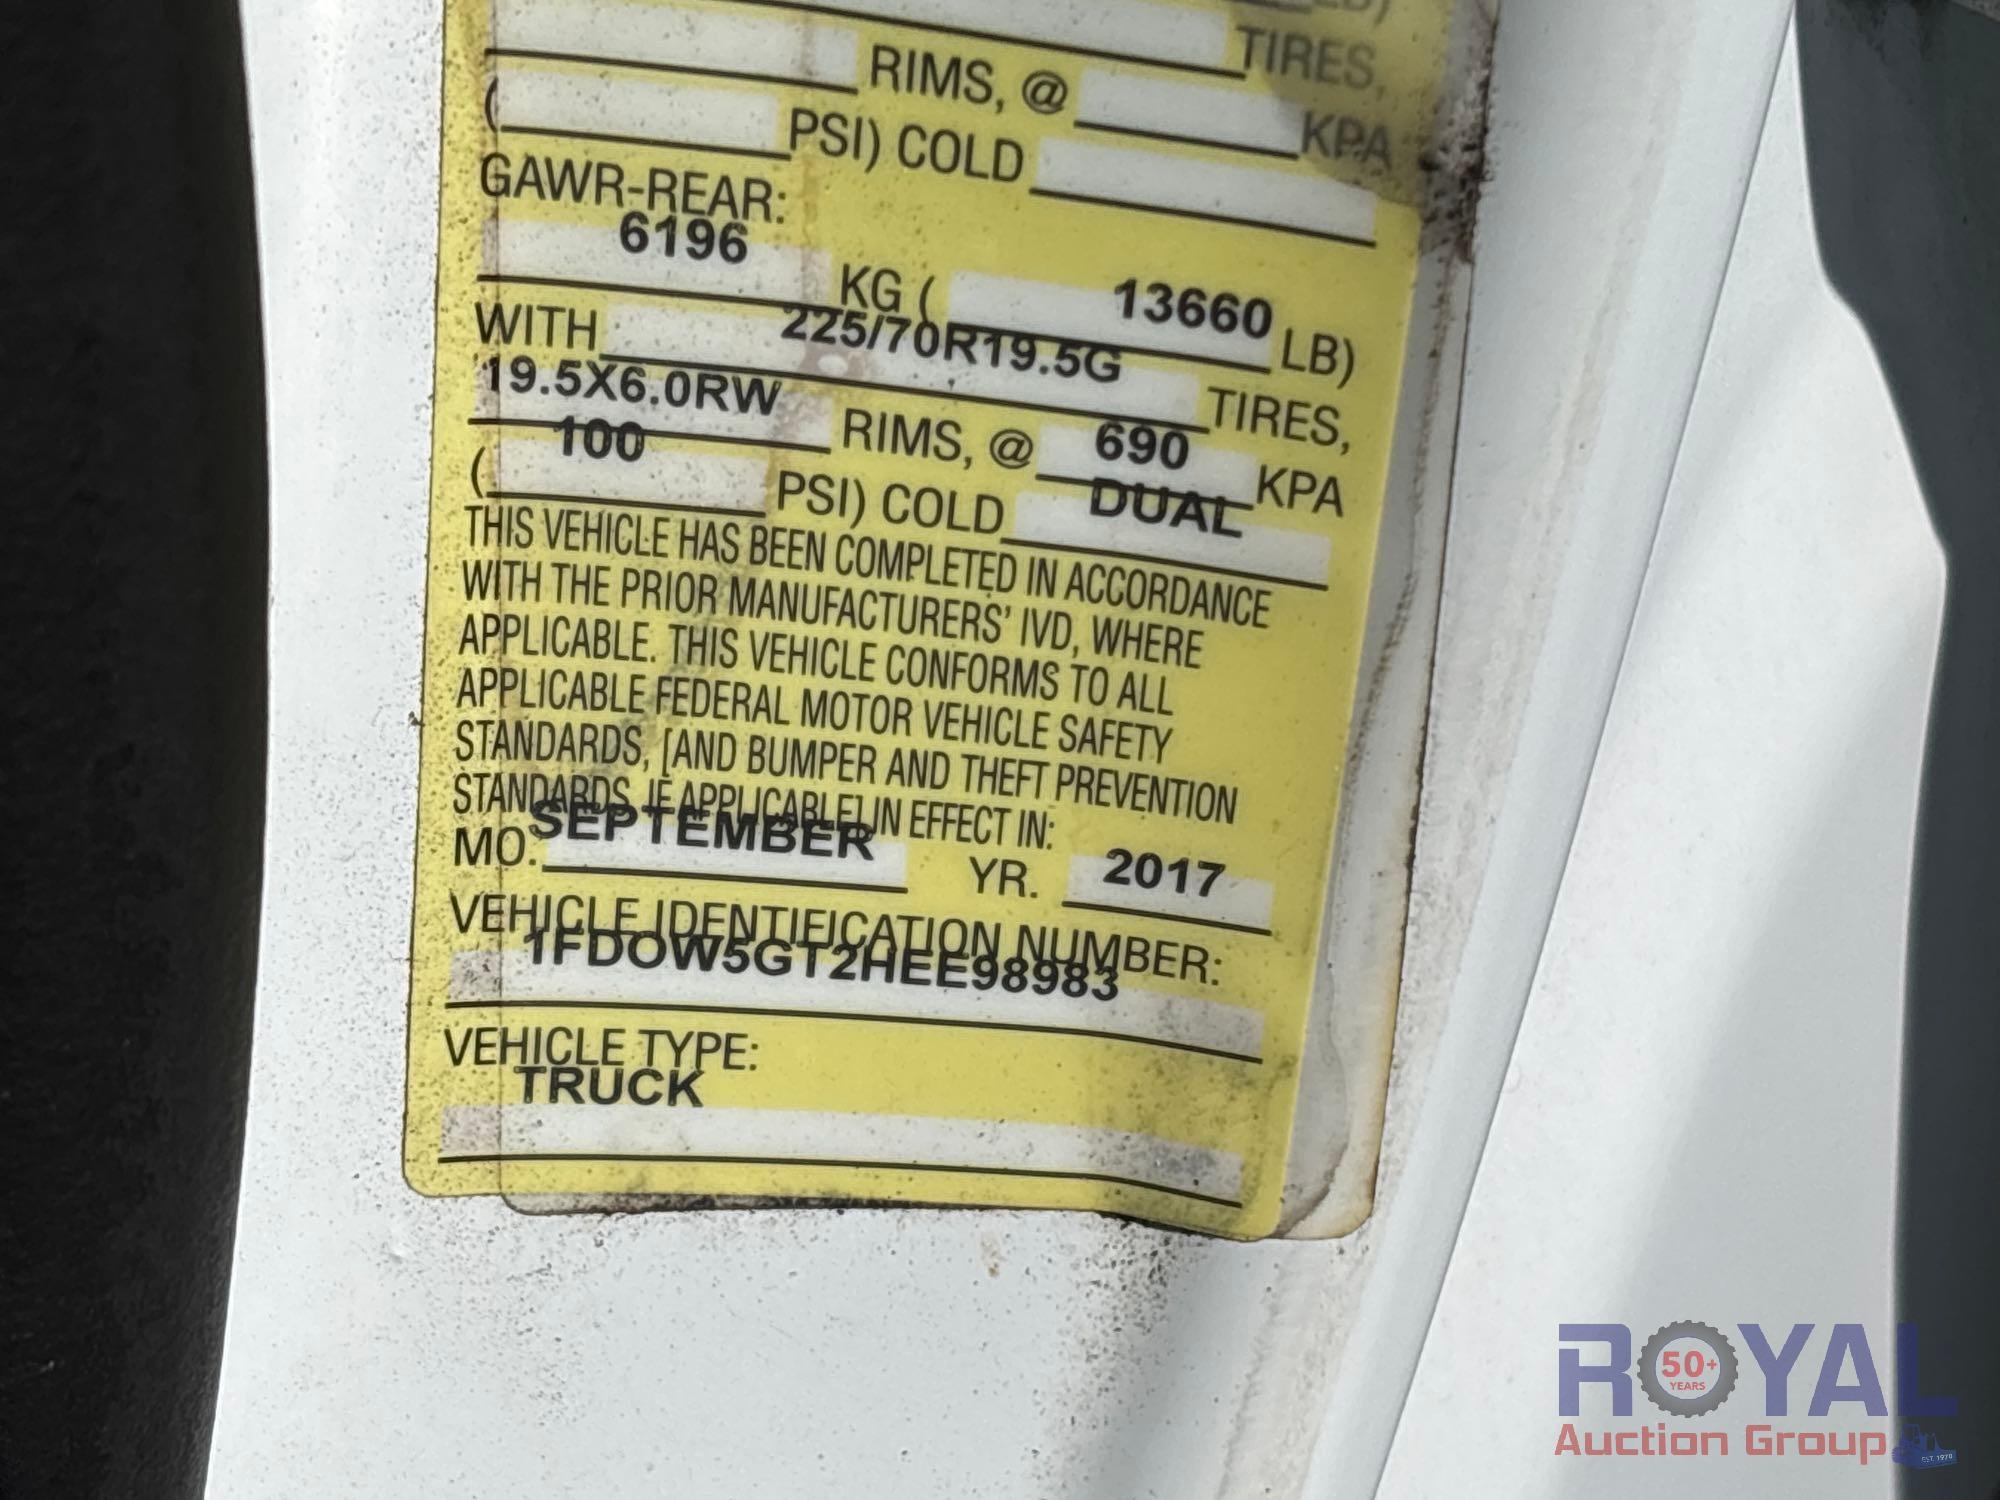 LB)
TIRES,
RIMS, @ KPA
( PSI) COLD
GAWR-REAR:
6196 KG ( 13660 LB)
WITH 225/70R19.5G TIRES,
19.5X6.0RW RIMS, @ 690 KPA
( 100 PSI) COLD DUAL
THIS VEHICLE HAS BEEN COMPLETED IN ACCORDANCE
WITH THE PRIOR MANUFACTURERS' IVD, WHERE
APPLICABLE. THIS VEHICLE CONFORMS TO ALL
APPLICABLE FEDERAL MOTOR VEHICLE SAFETY
STANDARDS, [AND BUMPER AND THEFT PREVENTION
STANDARDS, IF APPLICABLE] IN EFFECT IN:
MO. SEPTEMBER YR. 2017
VEHICLE IDENTIFICATION NUMBER:
1FDOW5GT2HEE98983
VEHICLE TYPE:
TRUCK
ROYAL
50+
YEARS
Auction Group
EST. 1970